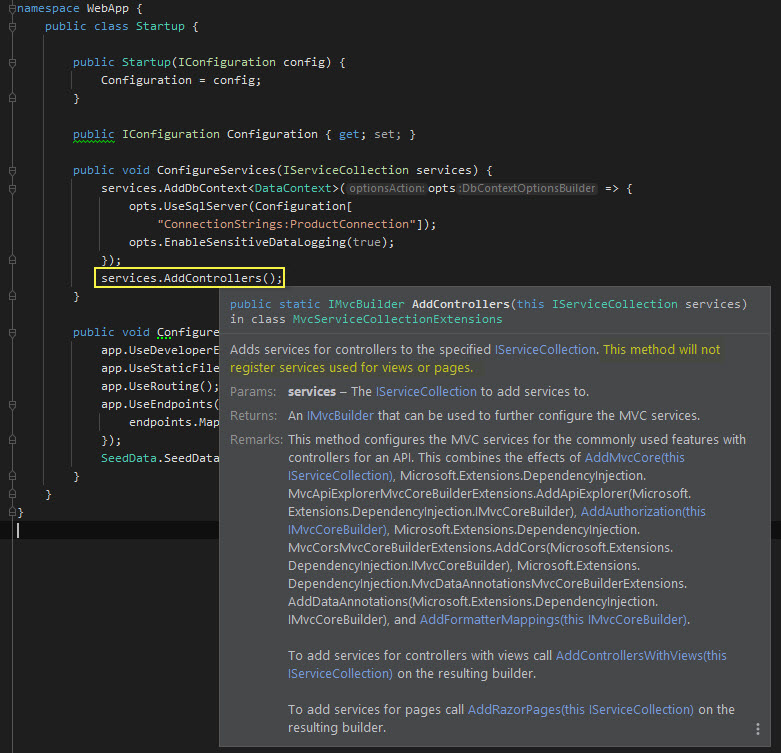 namespace WebApp {
public class Startup {
public Startup(IConfiguration config) {
Configuration = config;
}
public IConfiguration Configuration { get; set; }
public void ConfigureServices(IServiceCollection services) {
services.AddDbContext<DataContext>(optionsAction: opts :DbContextOptionsBuilder => {
opts.UseSqlServer(Configuration[
"ConnectionStrings:ProductConnection"]);
opts.EnableSensitiveDataLogging(true);
});
services.AddControllers();
}
public void Configure
app.UseDeveloperE
app.UseStaticFile
app.UseRouting();
app.UseEndpoints(
endpoints.Map
});
SeedData.SeedData
}
}
}
public static IMvcBuilder AddControllers(this IServiceCollection services)
in class MvcServiceCollectionExtensions
Adds services for controllers to the specified IServiceCollection. This method will not
register services used for views or pages.
Params: services – The IServiceCollection to add services to.
Returns: An IMvcBuilder that can be used to further configure the MVC services.
Remarks: This method configures the MVC services for the commonly used features with
controllers for an API. This combines the effects of AddMvcCore(this
IServiceCollection), Microsoft.Extensions.DependencyInjection.
MvcApiExplorerMvcCoreBuilderExtensions.AddApiExplorer(Microsoft.
Extensions.DependencyInjection.IMvcCoreBuilder), AddAuthorization(this
IMvcCoreBuilder), Microsoft.Extensions.DependencyInjection.
MvcCorsMvcCoreBuilderExtensions.AddCors(Microsoft.Extensions.
DependencyInjection.IMvcCoreBuilder), Microsoft.Extensions.
DependencyInjection.MvcDataAnnotationsMvcCoreBuilderExtensions.
AddDataAnnotations(Microsoft.Extensions.DependencyInjection.
IMvcCoreBuilder), and AddFormatterMappings(this IMvcCoreBuilder).
To add services for controllers with views call AddControllersWithViews(this
IServiceCollection) on the resulting builder.
To add services for pages call AddRazorPages(this IServiceCollection) on the
resulting builder.